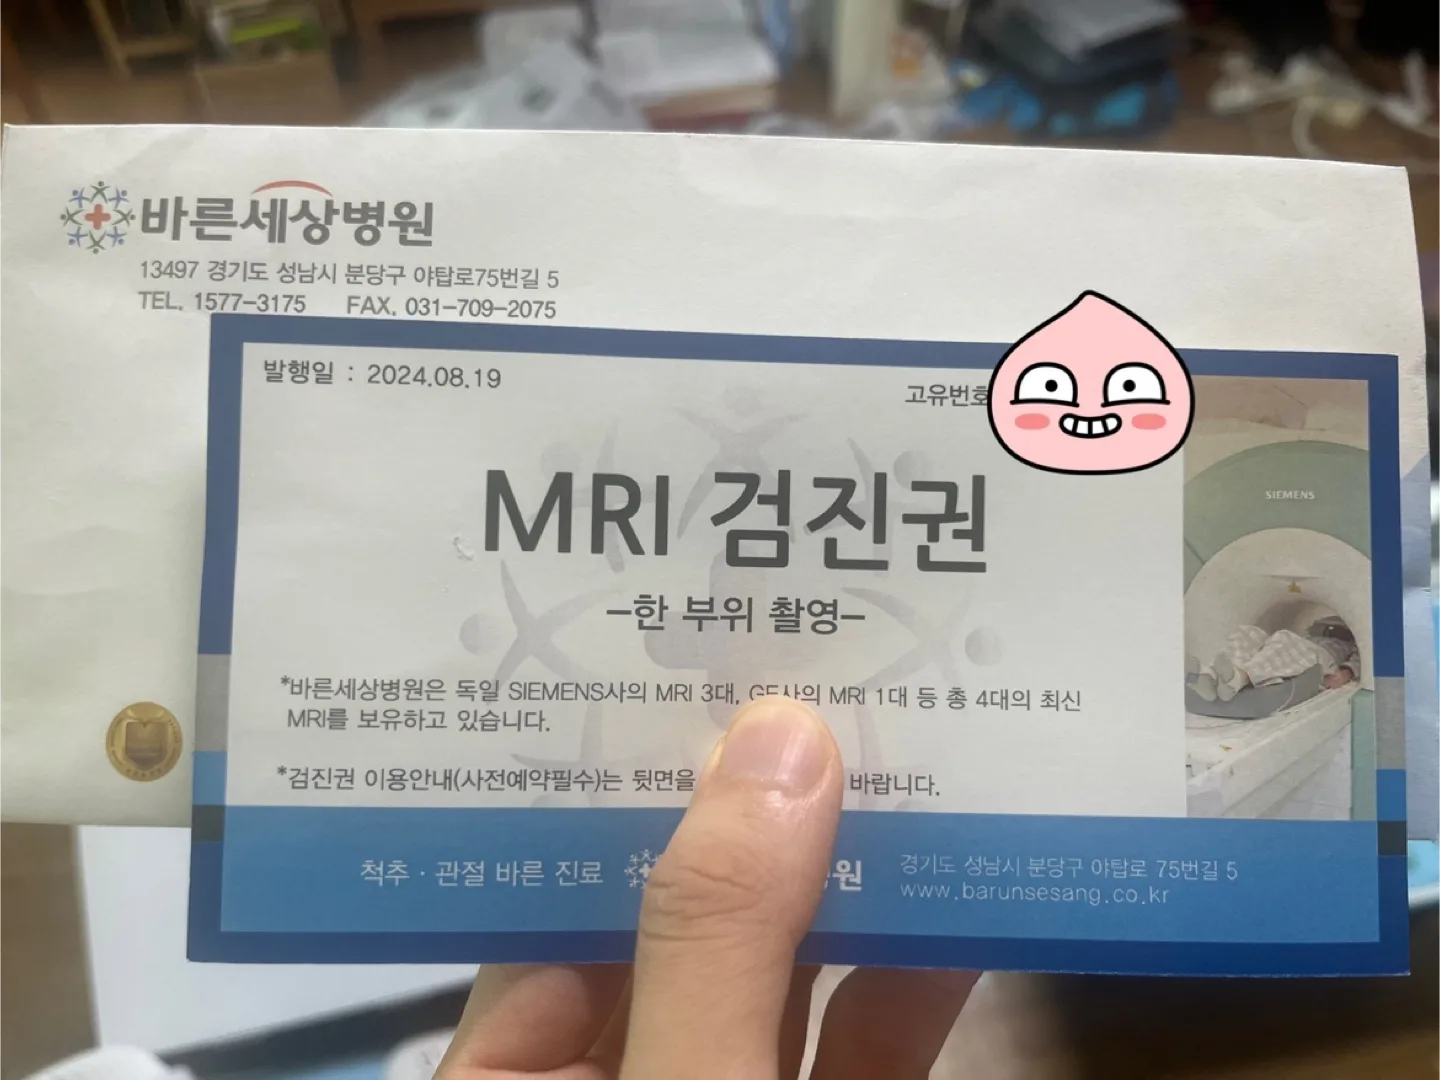 바른세상병원
13497 경기도 성남시 분당구 야탑로75번길 5
TEL. 1577-3175 FAX. 031-709-2075
발행일 : 2024.08.19
고유번호
MRI 검진권
-한 부위 촬영-
SIEMENS
*바른세상병원은 독일 SIEMENS사의 MRI 3대, GE사의 MRI 1대 등 총 4대의 최신
MRI를 보유하고 있습니다.
*검진권 이용안내(사전예약필수)는 뒷면을 바랍니다.
척추 · 관절 바른 진료 원
경기도 성남시 분당구 야탑로 75번길 5
www.barunsesang.co.kr